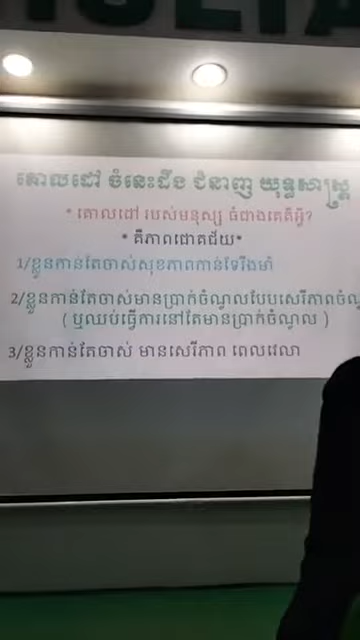 គោលដៅ ចំនេះដឹង ជំនាញ យុទ្ធសាស្ត្រ
* គោលដៅ របស់មនុស្ស ធំជាងគេគឺអ្វី?
* គឺភាពជោគជ័យ*
1/ខ្លួនកាន់តែចាស់សុខភាពកាន់តែរឹងមាំ
2/ខ្លួនកាន់តែចាស់មានប្រាក់ចំណូលបែបសេរីភាពចំណ
( ឬឈប់ធ្វើការនៅតែមានប្រាក់ចំណូល )
3/ខ្លួនកាន់តែចាស់ មានសេរីភាព ពេលវេលា